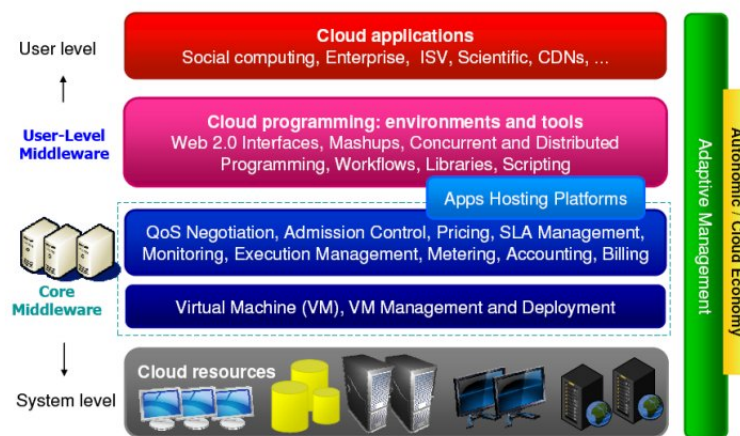 User level
Cloud applications
Social computing, Enterprise, ISV, Scientific, CDNs, ...
User-Level
Middleware
Cloud programming: environments and tools
Web 2.0 Interfaces, Mashups, Concurrent and Distributed
Programming, Workflows, Libraries, Scripting
Apps Hosting Platforms
QoS Negotiation, Admission Control, Pricing, SLA Management,
Monitoring, Execution Management, Metering, Accounting, Billing
Core
Middleware
Virtual Machine (VM), VM Management and Deployment
Cloud resources
System level
Adaptive Management
Autonomic / Cloud Economy